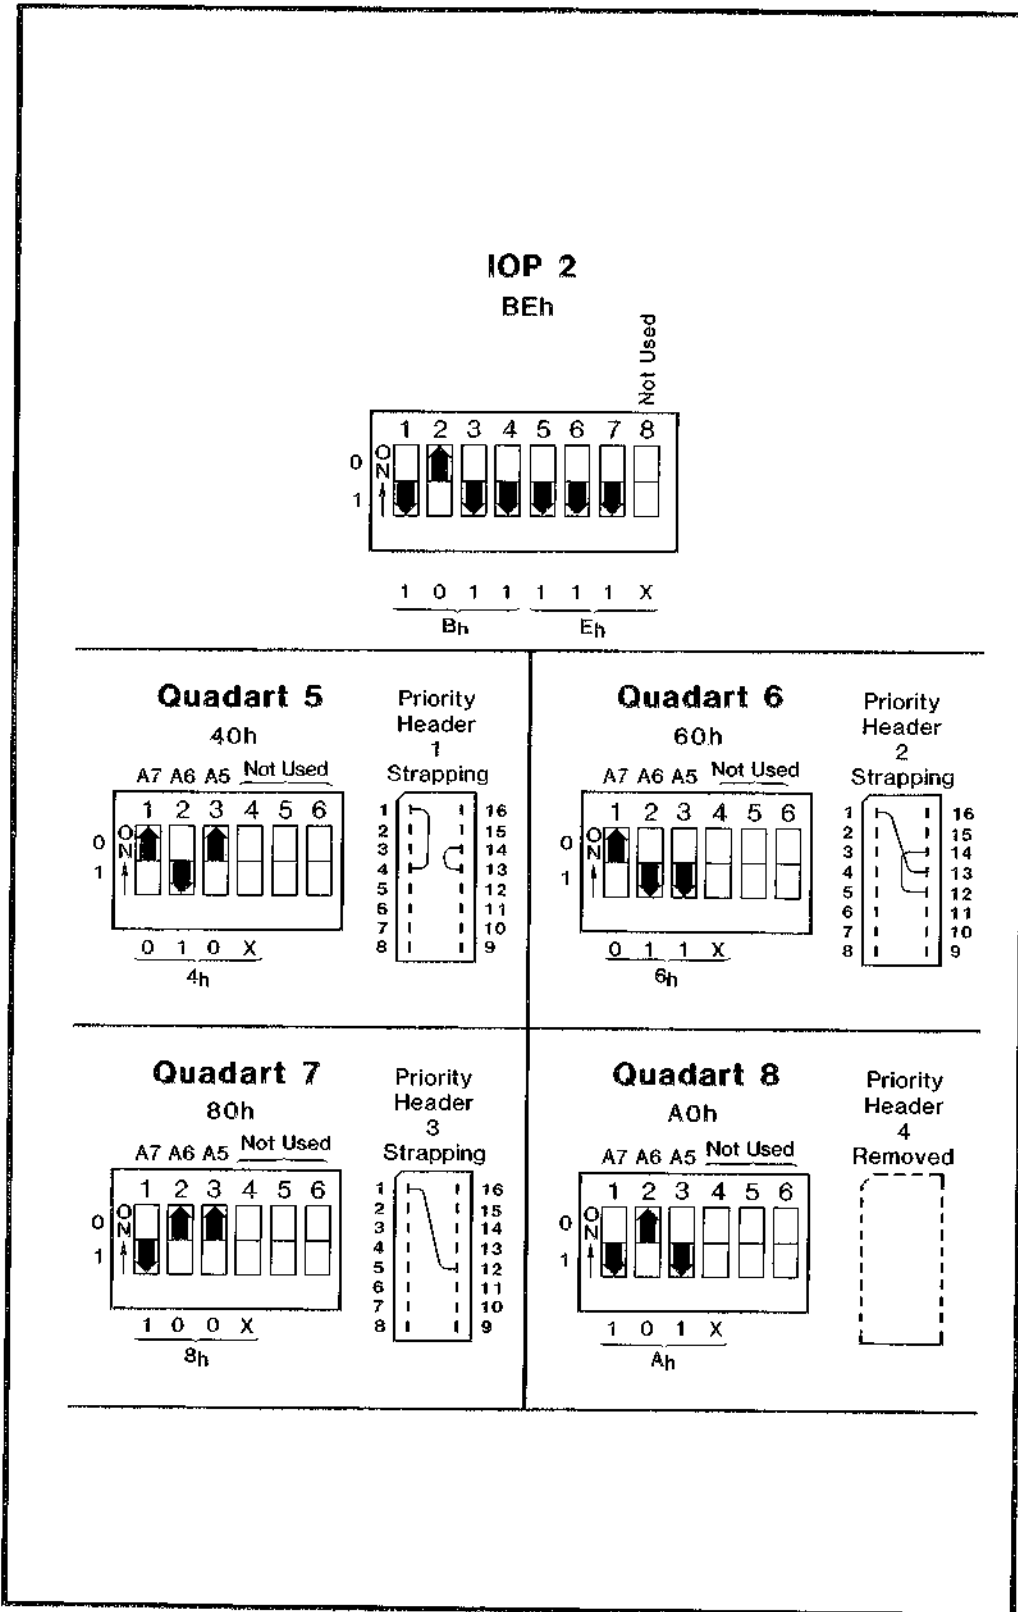 IOP 2
BEh
Not Used
1 2 3 4 5 6 7 8
0 ON
1
1 0 1 1 1 1 1 X
Bh Eh
Quadart 5
40h
A7 A6 A5 Not Used
1 2 3 4 5 6
0 ON
1
0 1 0 X
4h
Priority
Header
1
Strapping
1 16
2 15
3 14
4 13
5 12
6 11
7 10
8 9
Quadart 6
60h
A7 A6 A5 Not Used
1 2 3 4 5 6
0 ON
1
0 1 1 X
6h
Priority
Header
2
Strapping
1 16
2 15
3 14
4 13
5 12
6 11
7 10
8 9
Quadart 7
80h
A7 A6 A5 Not Used
1 2 3 4 5 6
0 ON
1
1 0 0 X
8h
Priority
Header
3
Strapping
1 16
2 15
3 14
4 13
5 12
6 11
7 10
8 9
Quadart 8
A0h
A7 A6 A5 Not Used
1 2 3 4 5 6
0 ON
1
1 0 1 X
Ah
Priority
Header
4
Removed